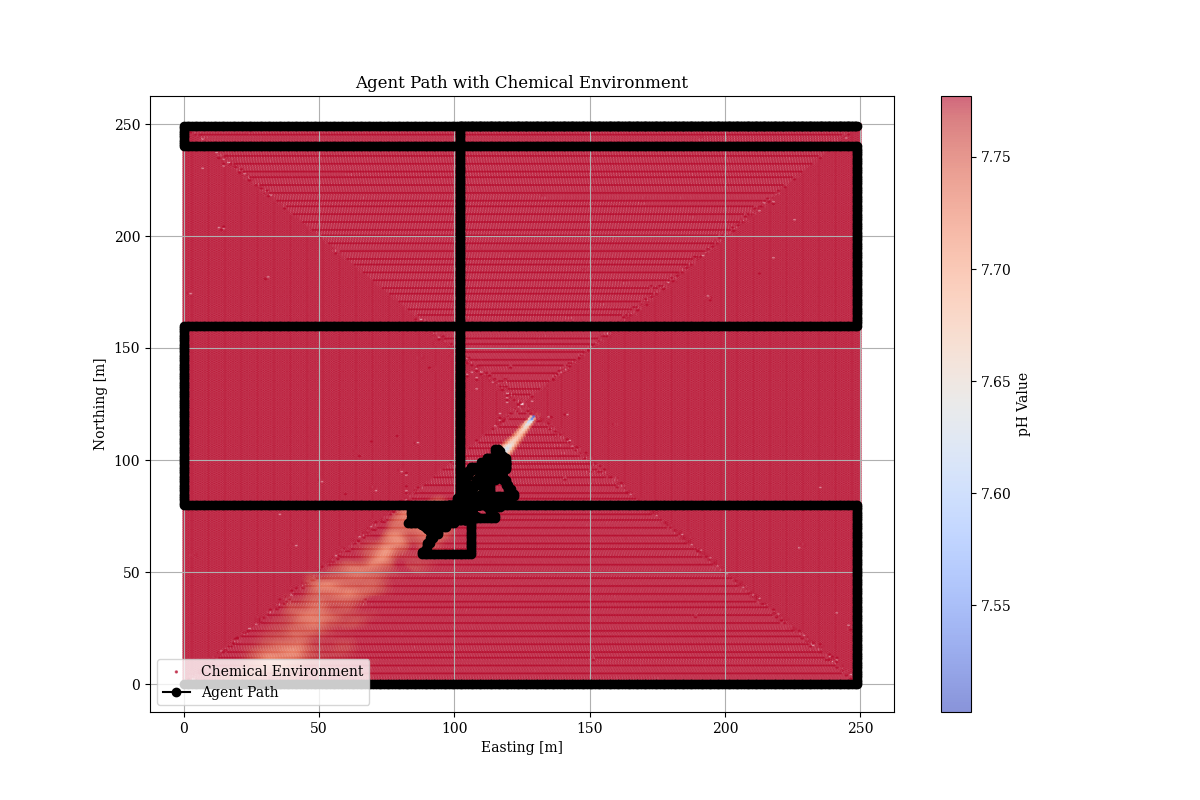 Agent Path with Chemical Environment
250
200
150
100
50
0
Northing [m]
0 50 100 150 200 250
Easting [m]
Chemical Environment
Agent Path
7.75
7.70
7.65
7.60
7.55
pH Value